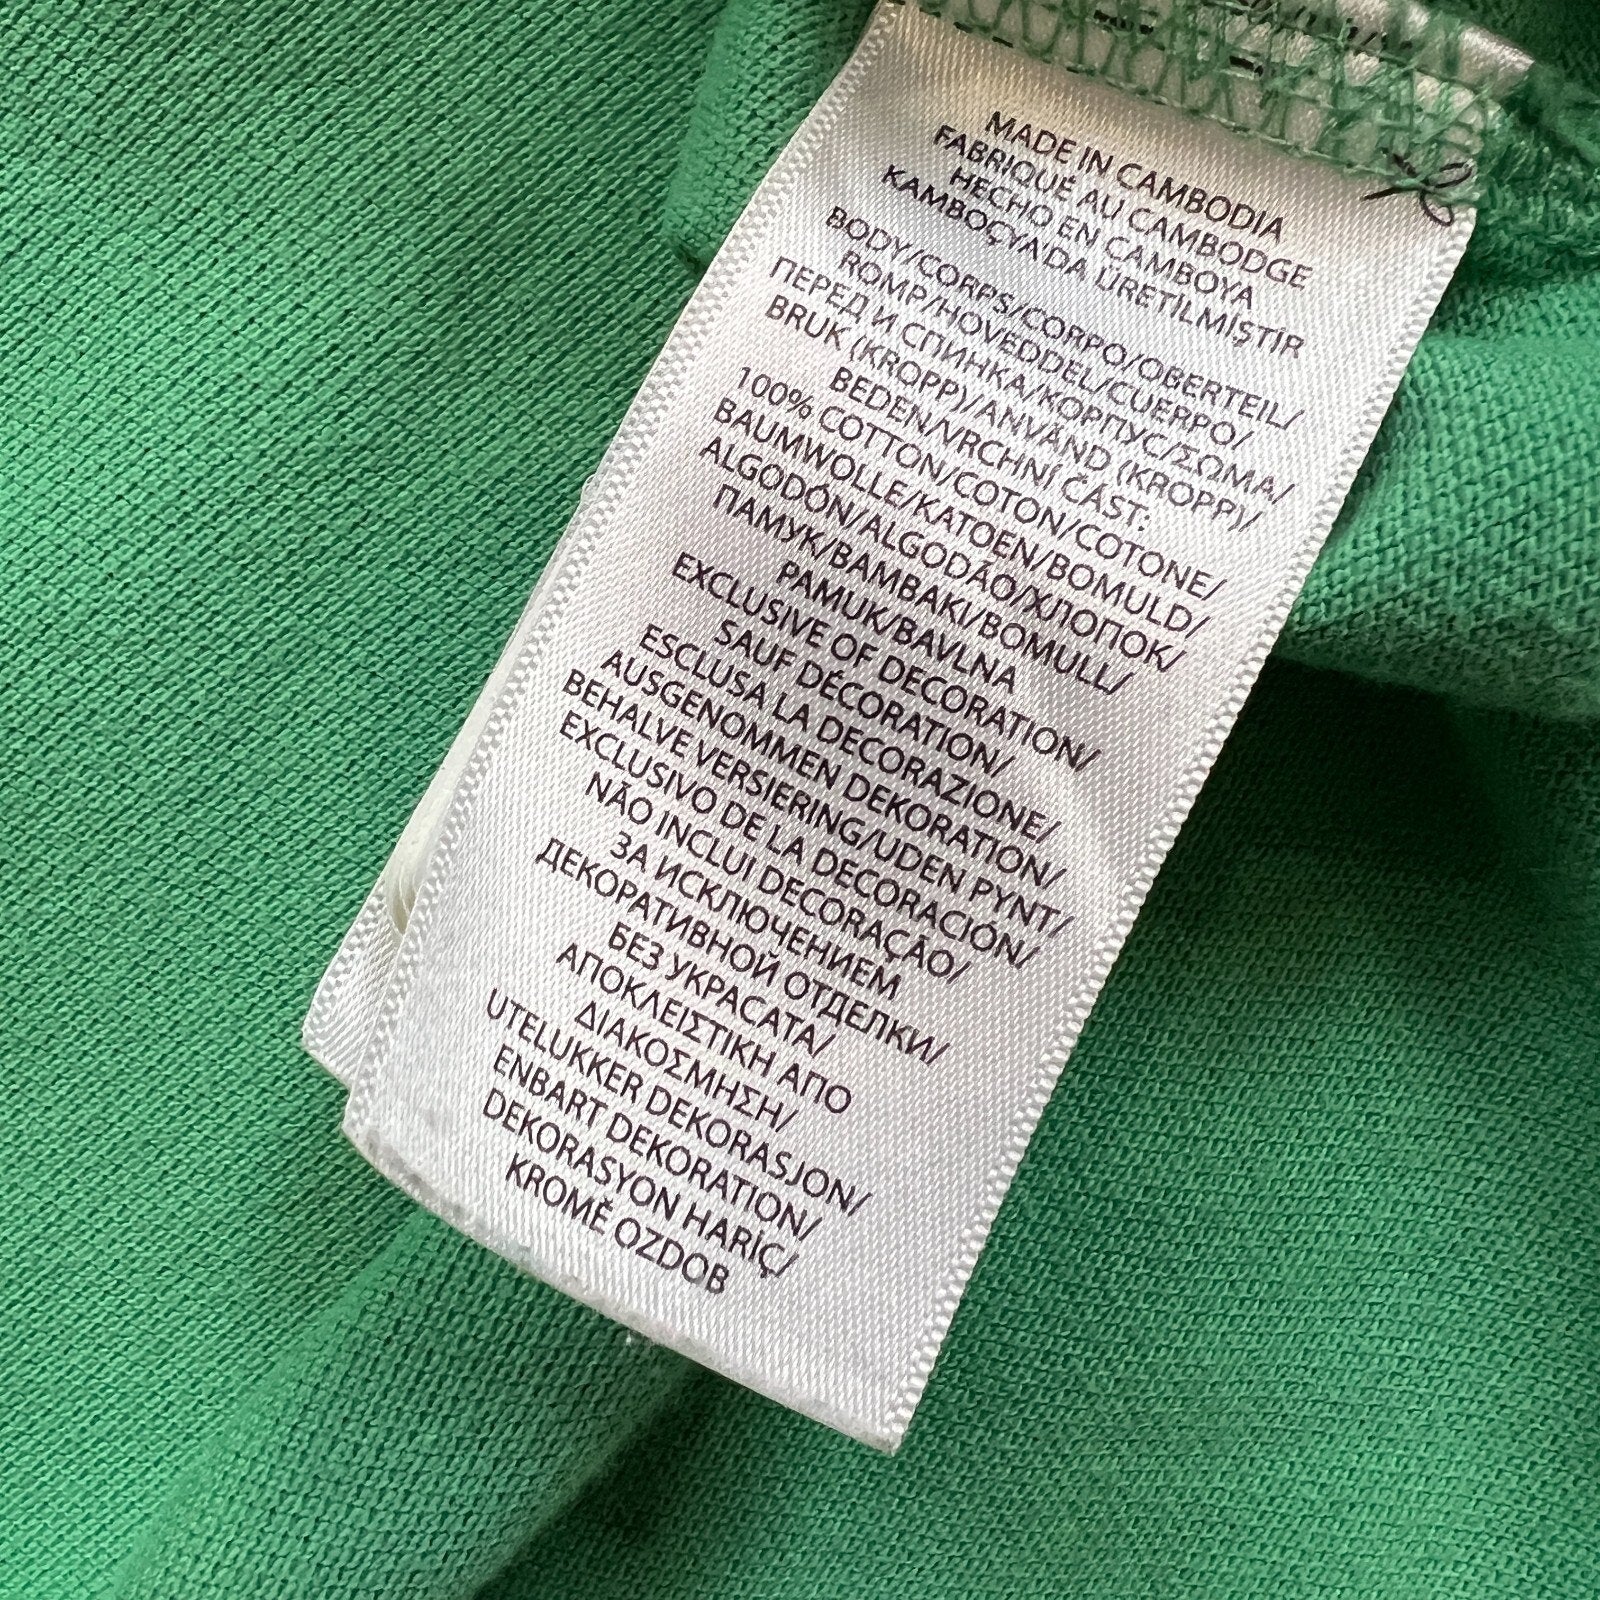 MADE IN CAMBODIA
FABRIQUÉ AU CAMBODGE
HECHO EN CAMBOYA
KAMBOÇYA DA ÜRETİLMİŞTİR
BODY/CORPS/CORPO/OBERTEIL/
ROMP/HOVEDDEL/CUERPO/
ПЕРЕД И СПИНКА/КОРПУС/ΣΩΜΑ/
BRUK (KROPP)/ANVÄND (KROPP)/
BEDEN/VRCHNÍ ČÁST:
100% COTTON/COTON/COTONE/
BAUMWOLLE/KATOEN/BOMULD/
ALGODÓN/ALGODÃO/ХЛОПОК/
ПАМУК/BAMBAKI/BOMULL/
PAMUK/BAVLNA
EXCLUSIVE OF DECORATION/
SAUF DÉCORATION/
ESCLUSA LA DECORAZIONE/
AUSGENOMMEN DEKORATION/
BEHALVE VERSIERING/UDEN PYNT/
EXCLUSIVO DE LA DECORACIÓN/
NÃO INCLUI DECORAÇÃO/
ЗА ИСКЛЮЧЕНИЕМ
ДЕКОРАТИВНОЙ ОТДЕЛКИ/
БЕЗ УКРАСАТА/
ΑΠΟΚΛΕΙΣΤΙΚΗ ΑΠΟ
ΔΙΑΚΟΣΜΗΣΗ/
UTELUKKER DEKORASJON/
ENBART DEKORATION/
DEKORASYON HARİÇ/
KROMĚ OZDOB